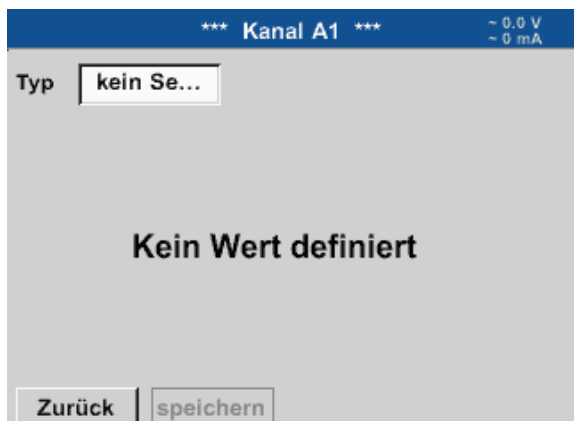 *** Kanal A1 ***
~ 0.0 V
~ 0 mA
Typ kein Se...
Kein Wert definiert
Zurück speichern